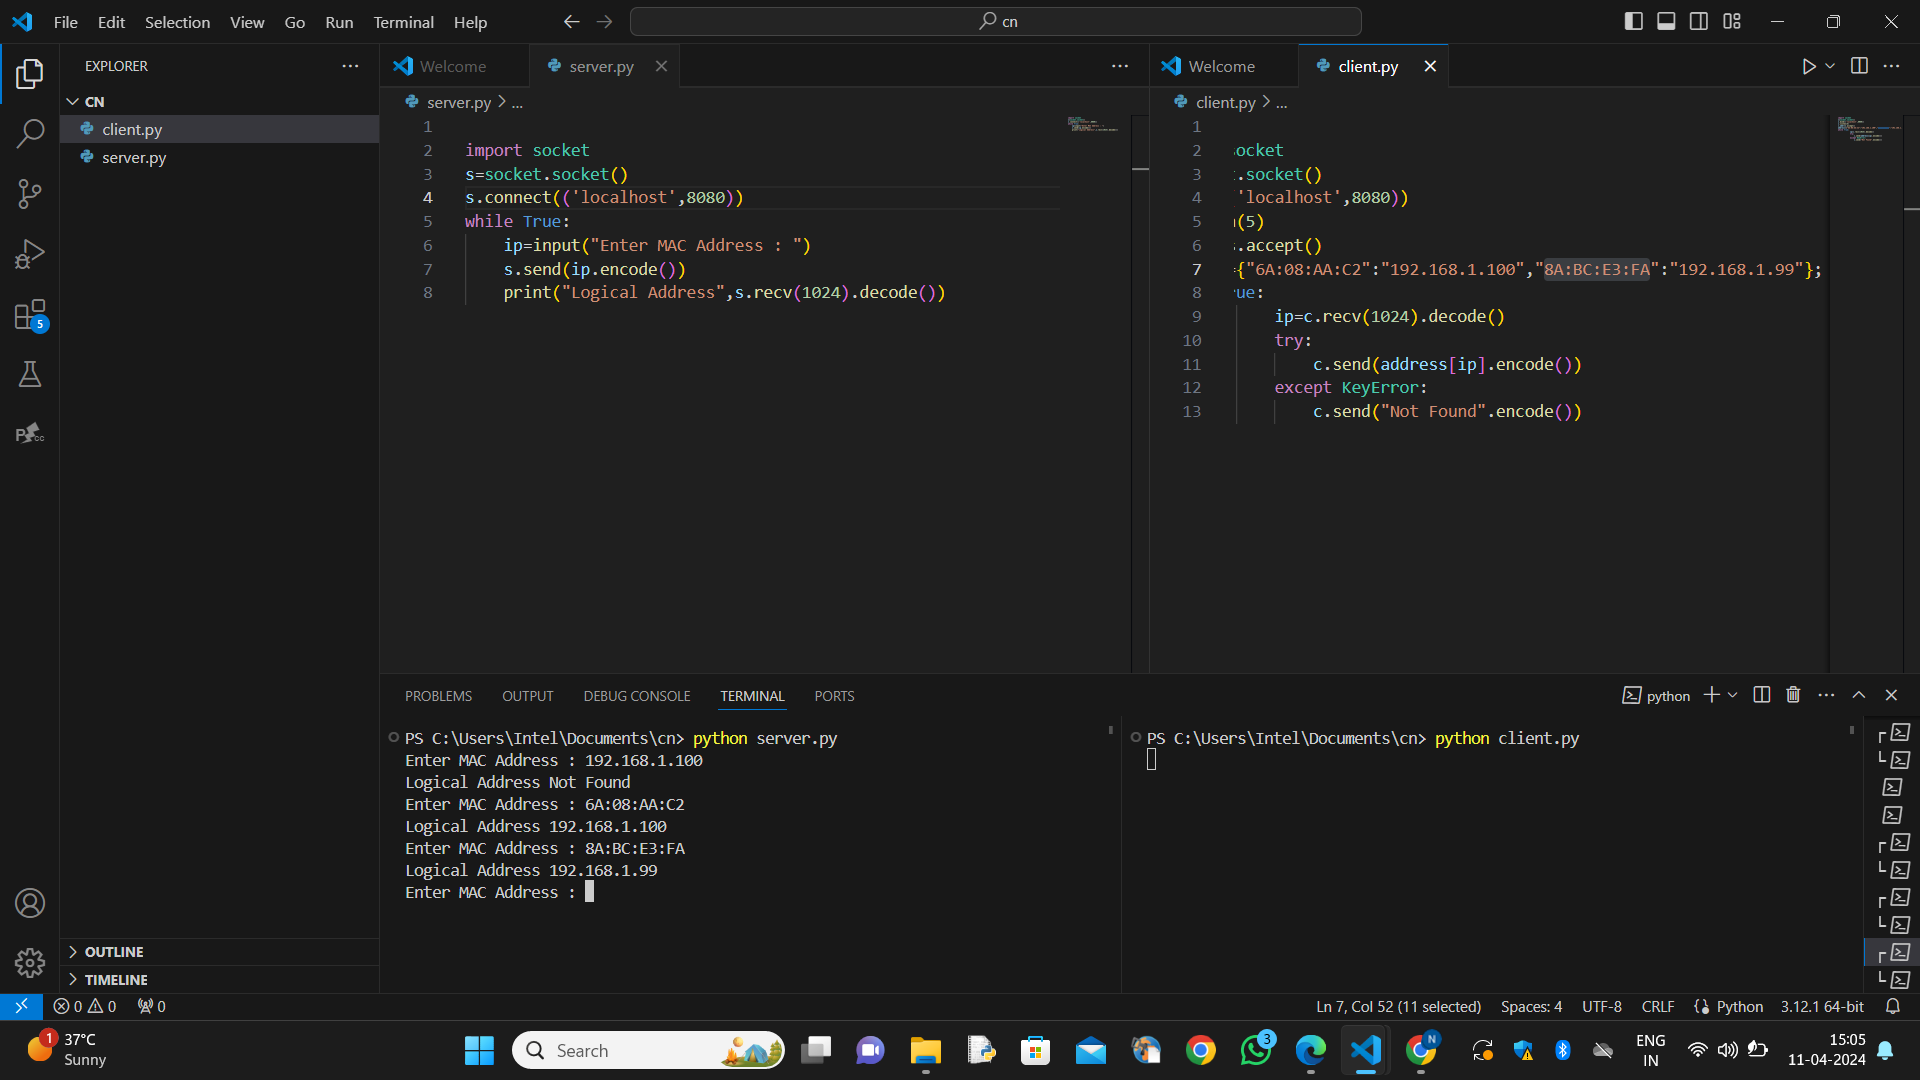 File Edit Selection View Go Run Terminal Help
cn
EXPLORER
CN
client.py
server.py
5
OUTLINE
TIMELINE
Welcome
server.py
server.py > ...
1
2 import socket
3 s=socket.socket()
4 s.connect(('localhost',8080))
5 while True:
6 ip=input("Enter MAC Address : ")
7 s.send(ip.encode())
8 print("Logical Address",s.recv(1024).decode())
Welcome
client.py
client.py > ...
1
2 ocket
3 .socket()
4 'localhost',8080))
5 (5)
6 .accept()
7 {"6A:08:AA:C2":"192.168.1.100","8A:BC:E3:FA":"192.168.1.99"};
8 ue:
9 ip=c.recv(1024).decode()
10 try:
11 c.send(address[ip].encode())
12 except KeyError:
13 c.send("Not Found".encode())
PROBLEMS OUTPUT DEBUG CONSOLE TERMINAL PORTS
python
PS C:\Users\Intel\Documents\cn> python server.py
Enter MAC Address : 192.168.1.100
Logical Address Not Found
Enter MAC Address : 6A:08:AA:C2
Logical Address 192.168.1.100
Enter MAC Address : 8A:BC:E3:FA
Logical Address 192.168.1.99
Enter MAC Address :
PS C:\Users\Intel\Documents\cn> python client.py
0 0 0
Ln 7, Col 52 (11 selected) Spaces: 4 UTF-8 CRLF Python 3.12.1 64-bit
1
37°C
Sunny
Search
3
N
ENG
IN
15:05
11-04-2024